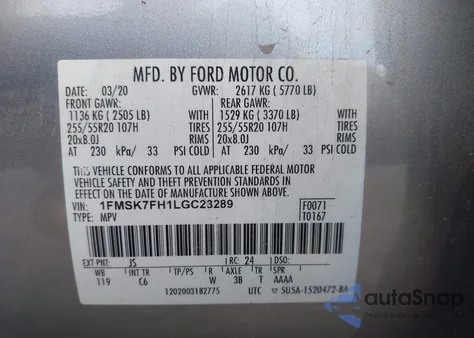 MFD. BY FORD MOTOR CO.
DATE: 03/20 GVWR: 2617 KG ( 5770 LB)
FRONT GAWR: REAR GAWR:
1136 KG ( 2505 LB) WITH 1529 KG ( 3370 LB) WITH
255/55R20 107H TIRES 255/55R20 107H TIRES
20x8.0J RIMS 20x8.0J RIMS
AT 230 kPa/ 33 PSI COLD AT 230 kPa/ 33 PSI COLD
THIS VEHICLE CONFORMS TO ALL APPLICABLE FEDERAL MOTOR
VEHICLE SAFETY AND THEFT PREVENTION STANDARDS IN
EFFECT ON THE DATE OF MANUFACTURE SHOWN ABOVE.
VIN: 1FMSK7FH1LGC23289 F0071
TYPE: MPV T0167
EXT PNT: JS RC: 24 DSO:
WB INT TR TP/PS R AXLE TR SPR
119 C6 W 3B T AAAA
1202003182775 UTC ▽ 5U5A-1520472-BA
autoSnap